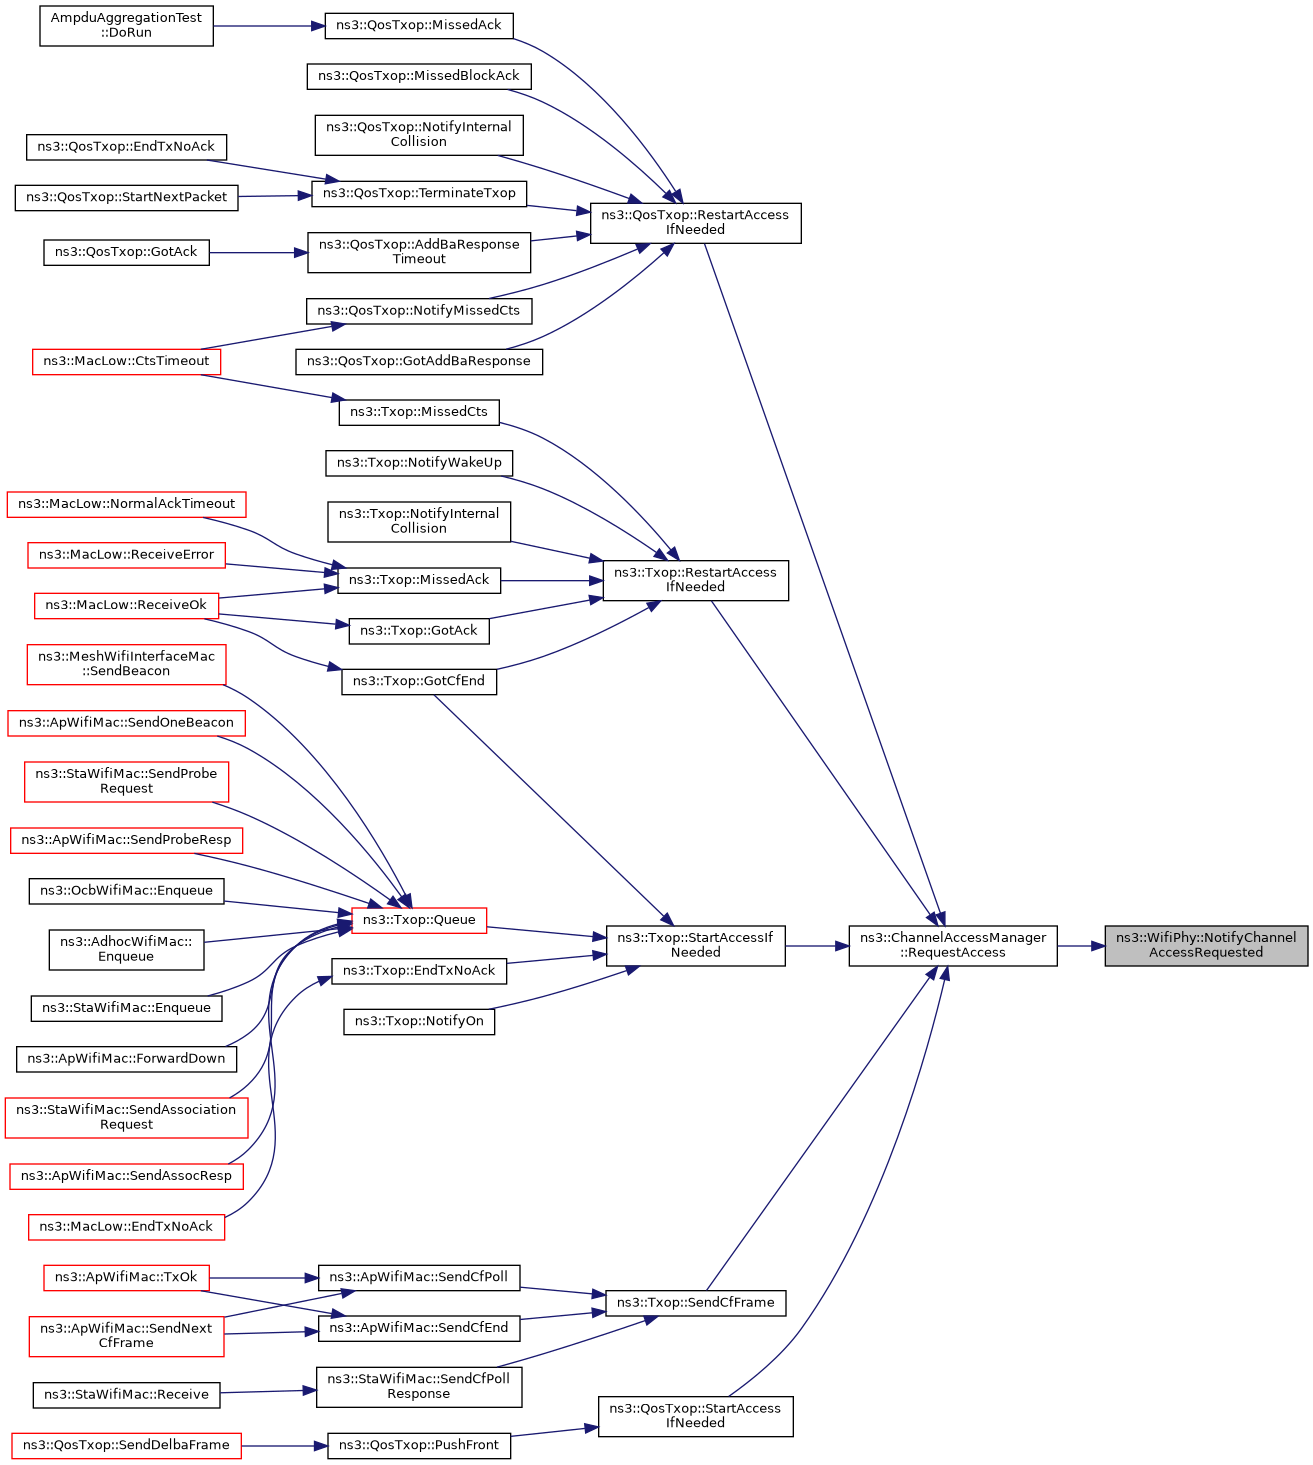 AmpduAggregationTest
::DoRun
ns3::QosTxop::MissedAck
ns3::QosTxop::MissedBlockAck
ns3::QosTxop::NotifyInternal
Collision
ns3::QosTxop::EndTxNoAck
ns3::QosTxop::TerminateTxop
ns3::QosTxop::StartNextPacket
ns3::QosTxop::RestartAccess
IfNeeded
ns3::QosTxop::GotAck
ns3::QosTxop::AddBaResponse
Timeout
ns3::QosTxop::NotifyMissedCts
ns3::MacLow::CtsTimeout
ns3::QosTxop::GotAddBaResponse
ns3::Txop::MissedCts
ns3::Txop::NotifyWakeUp
ns3::MacLow::NormalAckTimeout
ns3::Txop::NotifyInternal
Collision
ns3::MacLow::ReceiveError
ns3::Txop::MissedAck
ns3::Txop::RestartAccess
IfNeeded
ns3::MacLow::ReceiveOk
ns3::Txop::GotAck
ns3::MeshWifiInterfaceMac
::SendBeacon
ns3::Txop::GotCfEnd
ns3::ApWifiMac::SendOneBeacon
ns3::StaWifiMac::SendProbe
Request
ns3::ApWifiMac::SendProbeResp
ns3::OcbWifiMac::Enqueue
ns3::Txop::Queue
ns3::AdhocWifiMac::
Enqueue
ns3::Txop::StartAccessIf
Needed
ns3::ChannelAccessManager
::RequestAccess
ns3::WifiPhy::NotifyChannel
AccessRequested
ns3::Txop::EndTxNoAck
ns3::StaWifiMac::Enqueue
ns3::Txop::NotifyOn
ns3::ApWifiMac::ForwardDown
ns3::StaWifiMac::SendAssociation
Request
ns3::ApWifiMac::SendAssocResp
ns3::MacLow::EndTxNoAck
ns3::ApWifiMac::TxOk
ns3::ApWifiMac::SendCfPoll
ns3::Txop::SendCfFrame
ns3::ApWifiMac::SendNext
CfFrame
ns3::ApWifiMac::SendCfEnd
ns3::StaWifiMac::SendCfPoll
Response
ns3::StaWifiMac::Receive
ns3::QosTxop::StartAccess
IfNeeded
ns3::QosTxop::SendDelbaFrame
ns3::QosTxop::PushFront